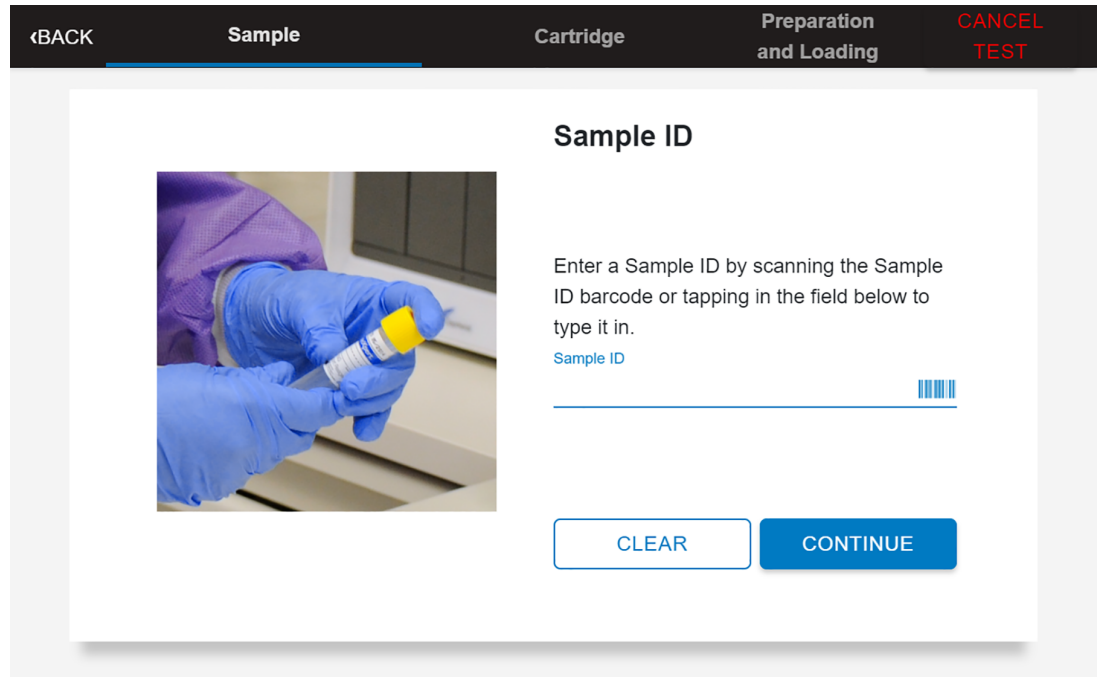 ‹BACK
Sample
Cartridge
Preparation
and Loading
CANCEL
TEST
Sample ID
Enter a Sample ID by scanning the Sample
ID barcode or tapping in the field below to
type it in.
Sample ID
CLEAR
CONTINUE